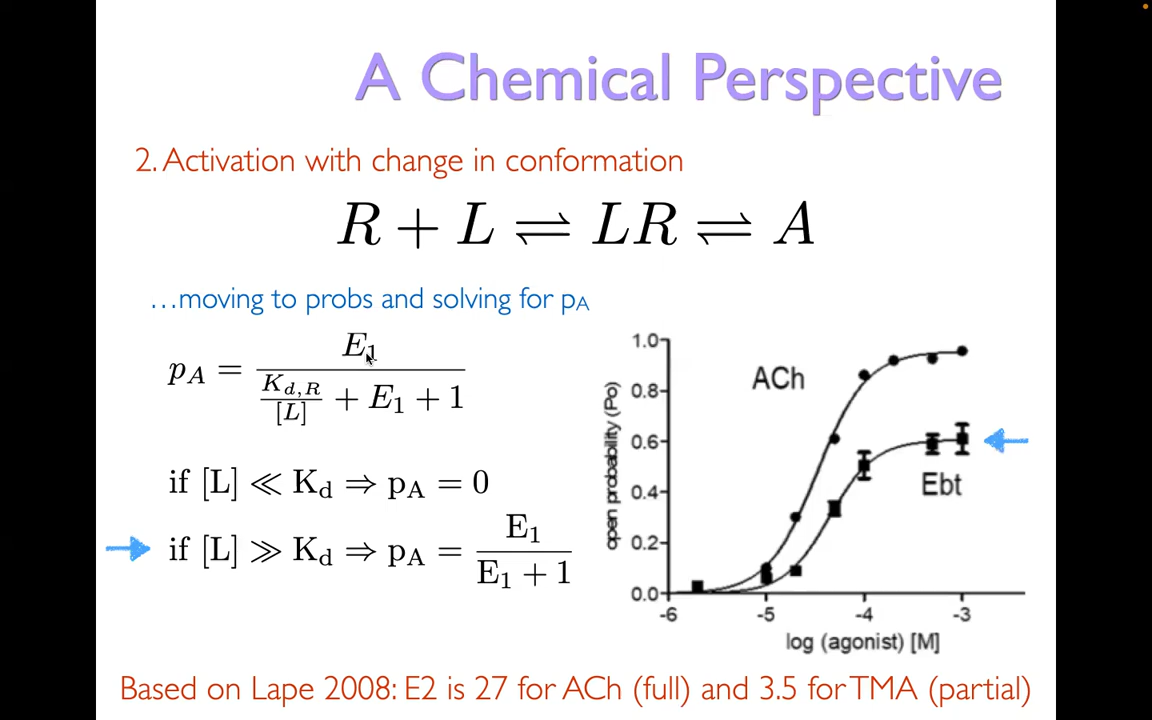 A Chemical Perspective
2. Activation with change in conformation
R + L ⇌ LR ⇌ A
…moving to probs and solving for pA
pA = E1 / (Kd,R / [L] + E1 + 1)
if [L] ≪ Kd ⇒ pA = 0
if [L] ≫ Kd ⇒ pA = E1 / (E1 + 1)
open probability (Po)
1.0
0.8
0.6
0.4
0.2
0.0
ACh
Ebt
-6 -5 -4 -3
log (agonist) [M]
Based on Lape 2008: E2 is 27 for ACh (full) and 3.5 for TMA (partial)